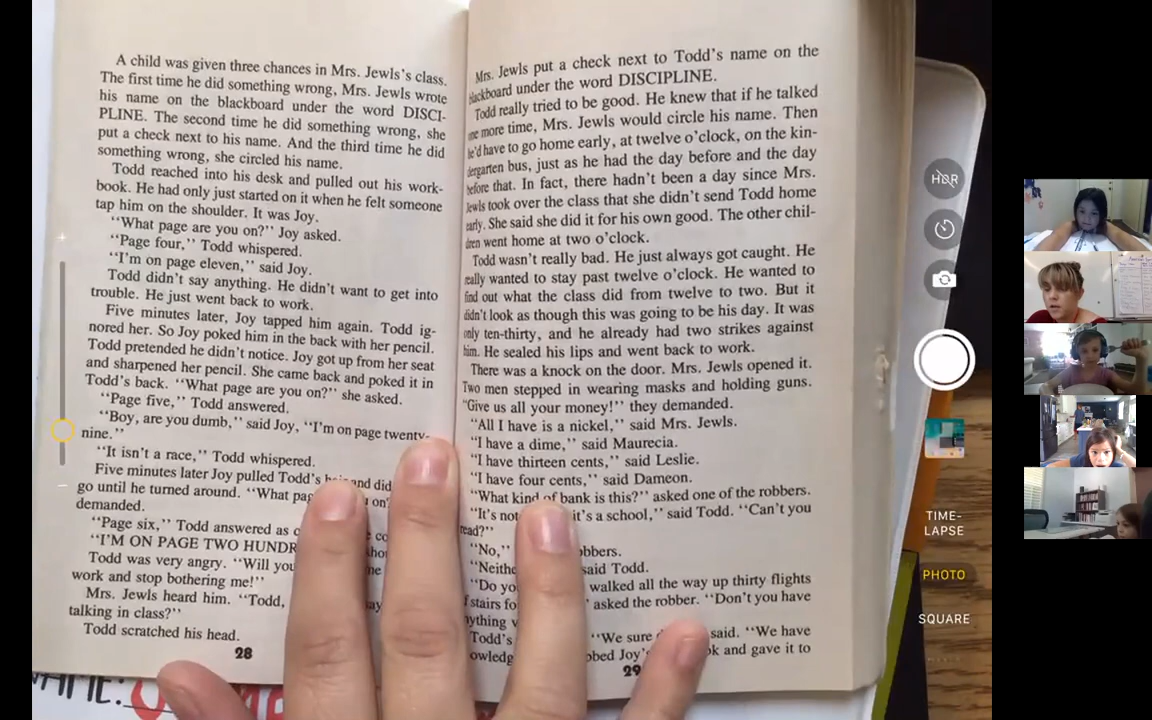 A child was given three chances in Mrs. Jewls's class.
The first time he did something wrong, Mrs. Jewls wrote
his name on the blackboard under the word DISCI-
PLINE. The second time he did something wrong, she
put a check next to his name. And the third time he did
something wrong, she circled his name.
Todd reached into his desk and pulled out his work-
book. He had only just started on it when he felt someone
tap him on the shoulder. It was Joy.
"What page are you on?" Joy asked.
"Page four," Todd whispered.
"I'm on page eleven," said Joy.
Todd didn't say anything. He didn't want to get into
trouble. He just went back to work.
Five minutes later, Joy tapped him again. Todd ig-
nored her. So Joy poked him in the back with her pencil.
Todd pretended he didn't notice. Joy got up from her seat
and sharpened her pencil. She came back and poked it in
Todd's back. "What page are you on?" she asked.
"Page five," Todd answered.
"Boy, are you dumb," said Joy, "I'm on page twenty-
nine."
"It isn't a race," Todd whispered.
Five minutes later Joy pulled Todd's and did
go until he turned around. "What on?"
demanded.
"Page six," Todd answered as
"I'M ON PAGE TWO
Todd was very angry. "Will you
work and stop bothering me!"
Mrs. Jewls heard him. "Todd,
talking in class?"
Todd scratched his head.
28
Mrs. Jewls put a check next to Todd's name on the
blackboard under the word DISCIPLINE.
Todd really tried to be good. He knew that if he talked
one more time, Mrs. Jewls would circle his name. Then
he'd have to go home early, at twelve o'clock, on the kin-
dergarten bus, just as he had the day before and the day
before that. In fact, there hadn't been a day since Mrs.
Jewls took over the class that she didn't send Todd home
early. She said she did it for his own good. The other chil-
dren went home at two o'clock.
Todd wasn't really bad. He just always got caught. He
really wanted to stay past twelve o'clock. He wanted to
find out what the class did from twelve to two. But it
didn't look as though this was going to be his day. It was
only ten-thirty, and he already had two strikes against
him. He sealed his lips and went back to work.
There was a knock on the door. Mrs. Jewls opened it.
Two men stepped in wearing masks and holding guns.
"Give us all your money!" they demanded.
"All I have is a nickel," said Mrs. Jewls.
"I have a dime," said Maurecia.
"I have thirteen cents," said Leslie.
"I have four cents," said Dameon.
"What kind of bank is this?" asked one of the robbers.
"It's not it's a school," said Todd. "Can't you
read?"
"No,"
said Todd.
"Do walked all the way up thirty flights
stairs asked the robber. "Don't you have
Todd's "We sure said. "We have
and gave it to
29
HDR
TIME-
LAPSE
PHOTO
SQUARE